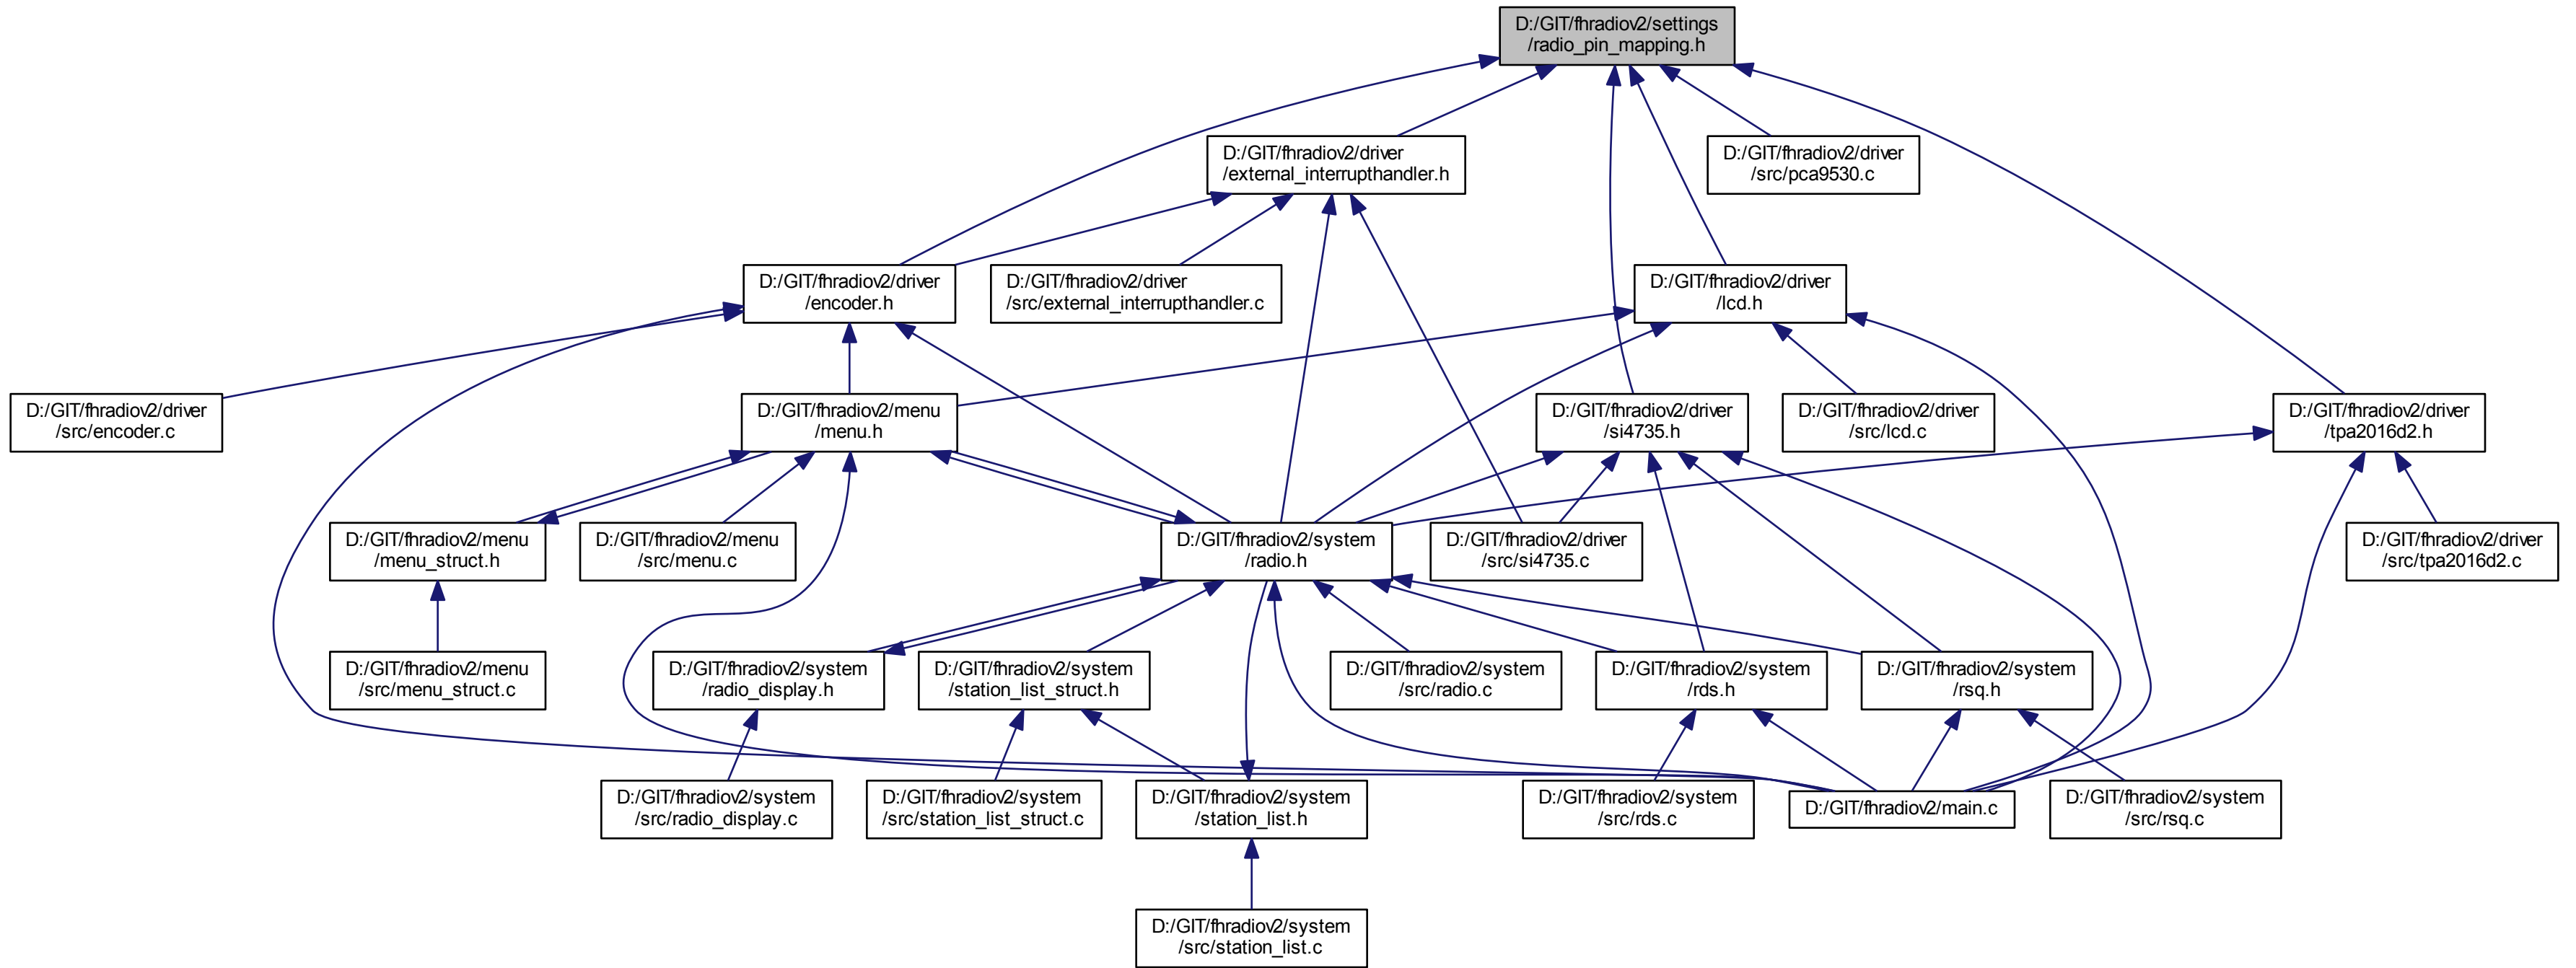 D:/GIT/fhradiov2/settings
/radio_pin_mapping.h
D:/GIT/fhradiov2/driver
/external_interrupthandler.h
D:/GIT/fhradiov2/driver
/src/pca9530.c
D:/GIT/fhradiov2/driver
/encoder.h
D:/GIT/fhradiov2/driver
/src/external_interrupthandler.c
D:/GIT/fhradiov2/driver
/lcd.h
D:/GIT/fhradiov2/driver
/src/encoder.c
D:/GIT/fhradiov2/menu
/menu.h
D:/GIT/fhradiov2/driver
/si4735.h
D:/GIT/fhradiov2/driver
/src/lcd.c
D:/GIT/fhradiov2/driver
/tpa2016d2.h
D:/GIT/fhradiov2/menu
/menu_struct.h
D:/GIT/fhradiov2/menu
/src/menu.c
D:/GIT/fhradiov2/system
/radio.h
D:/GIT/fhradiov2/driver
/src/si4735.c
D:/GIT/fhradiov2/driver
/src/tpa2016d2.c
D:/GIT/fhradiov2/menu
/src/menu_struct.c
D:/GIT/fhradiov2/system
/radio_display.h
D:/GIT/fhradiov2/system
/station_list_struct.h
D:/GIT/fhradiov2/system
/src/radio.c
D:/GIT/fhradiov2/system
/rds.h
D:/GIT/fhradiov2/system
/rsq.h
D:/GIT/fhradiov2/system
/src/radio_display.c
D:/GIT/fhradiov2/system
/src/station_list_struct.c
D:/GIT/fhradiov2/system
/station_list.h
D:/GIT/fhradiov2/system
/src/rds.c
D:/GIT/fhradiov2/main.c
D:/GIT/fhradiov2/system
/src/rsq.c
D:/GIT/fhradiov2/system
/src/station_list.c